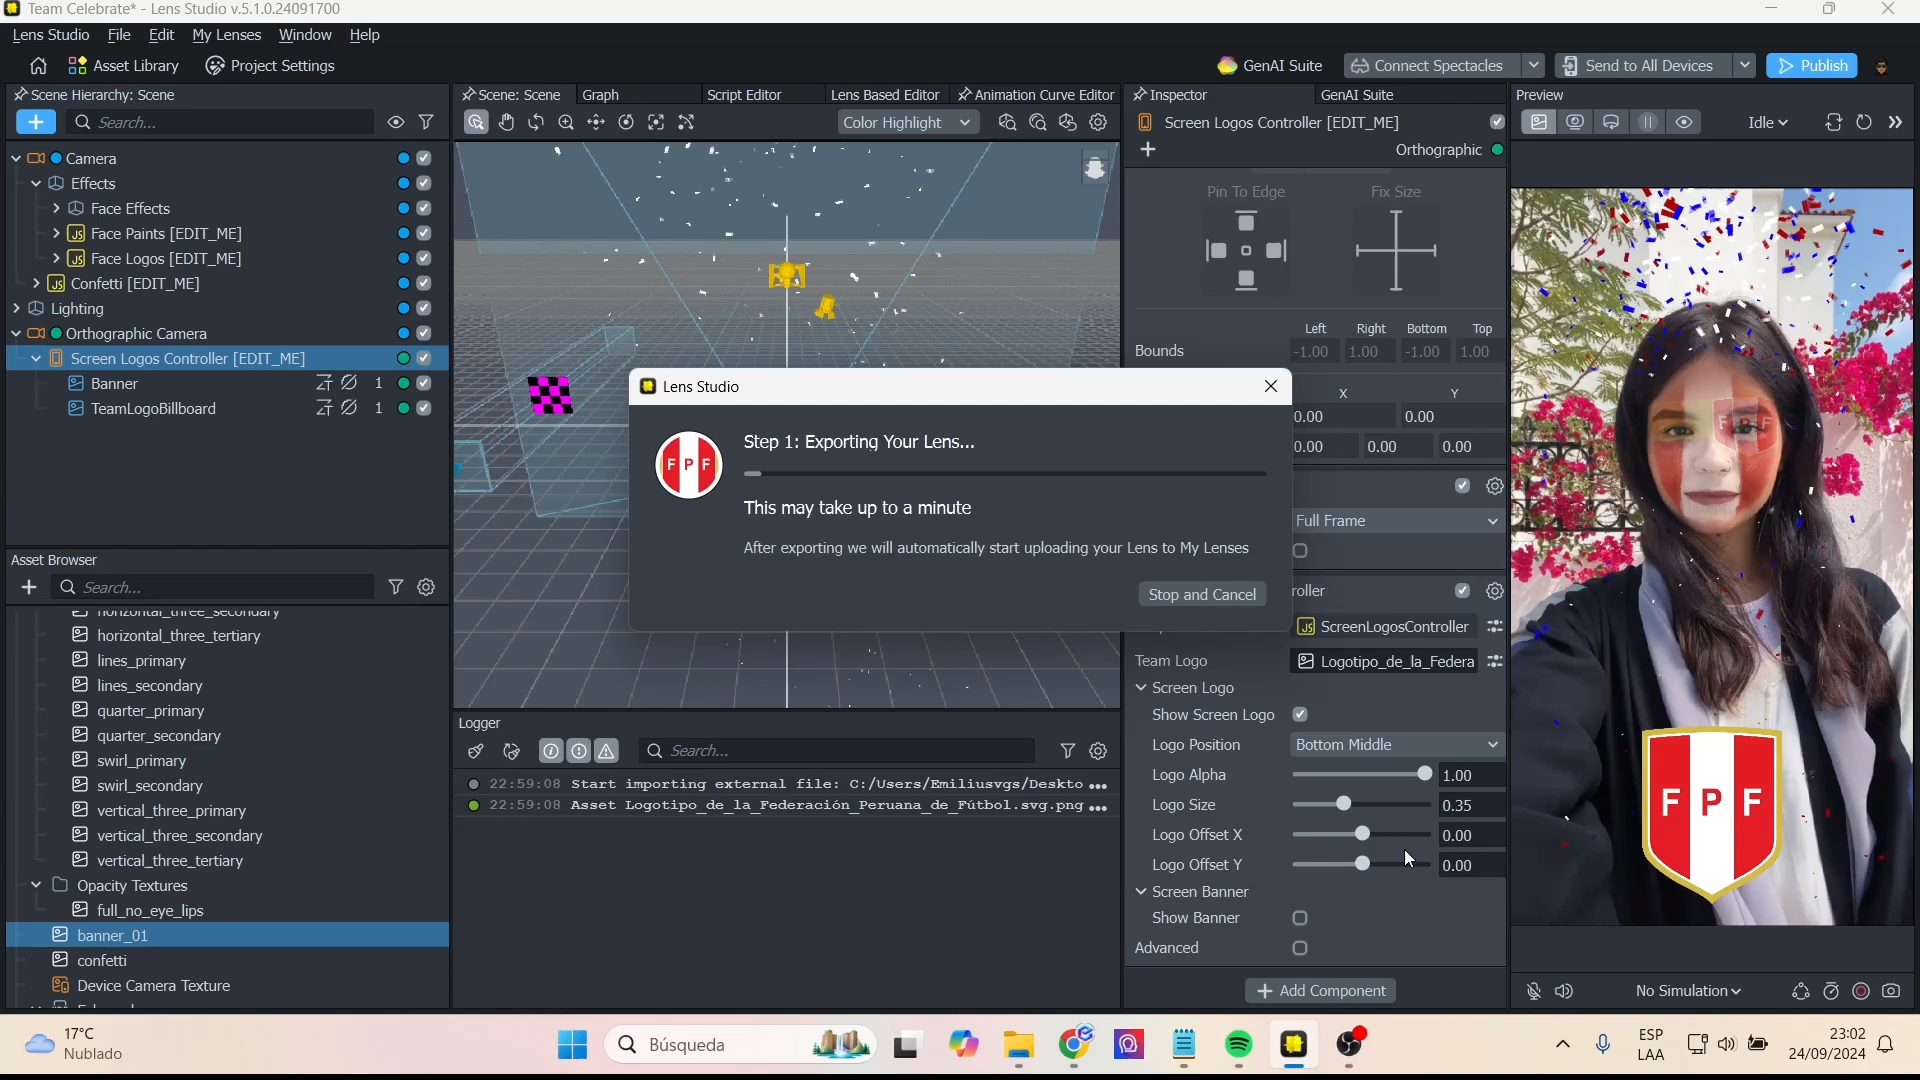 Team Celebrate* - Lens Studio v.5.1.0.24091700
Lens Studio File Edit My Lenses Window Help
Asset Library Project Settings GenAI Suite Connect Spectacles Send to All Devices Publish
Scene Hierarchy: Scene
Search...
Camera
Effects
Face Effects
JS Face Paints [EDIT_ME]
JS Face Logos [EDIT_ME]
JS Confetti [EDIT_ME]
Lighting
Orthographic Camera
Screen Logos Controller [EDIT_ME]
Banner 1
TeamLogoBillboard 1
Asset Browser
Search...
horizontal_three_secondary
horizontal_three_tertiary
lines_primary
lines_secondary
quarter_primary
quarter_secondary
swirl_primary
swirl_secondary
vertical_three_primary
vertical_three_secondary
vertical_three_tertiary
Opacity Textures
full_no_eye_lips
banner_01
confetti
Device Camera Texture
Scene: Scene Graph Script Editor Lens Based Editor Animation Curve Editor
Color Highlight
Lens Studio
FPF
Step 1: Exporting Your Lens...
This may take up to a minute
After exporting we will automatically start uploading your Lens to My Lenses
Stop and Cancel
Logger
Search...
22:59:08 Start importing external file: C:/Users/Emiliusvgs/Deskto ...
22:59:08 Asset Logotipo_de_la_Federación_Peruana_de_Fútbol.svg.png ...
Inspector GenAI Suite
Screen Logos Controller [EDIT_ME]
Orthographic
Pin To Edge Fix Size
Left Right Bottom Top
Bounds -1.00 1.00 -1.00 1.00
X Y
0.00 0.00
0.00 0.00 0.00
Full Frame
roller
JS ScreenLogosController
Team Logo Logotipo_de_la_Federa
Screen Logo
Show Screen Logo
Logo Position Bottom Middle
Logo Alpha 1.00
Logo Size 0.35
Logo Offset X 0.00
Logo Offset Y 0.00
Screen Banner
Show Banner
Advanced
Add Component
Preview
Idle
FPF
FPF
No Simulation
17°C
Nublado
Búsqueda
ESP
LAA
23:02
24/09/2024